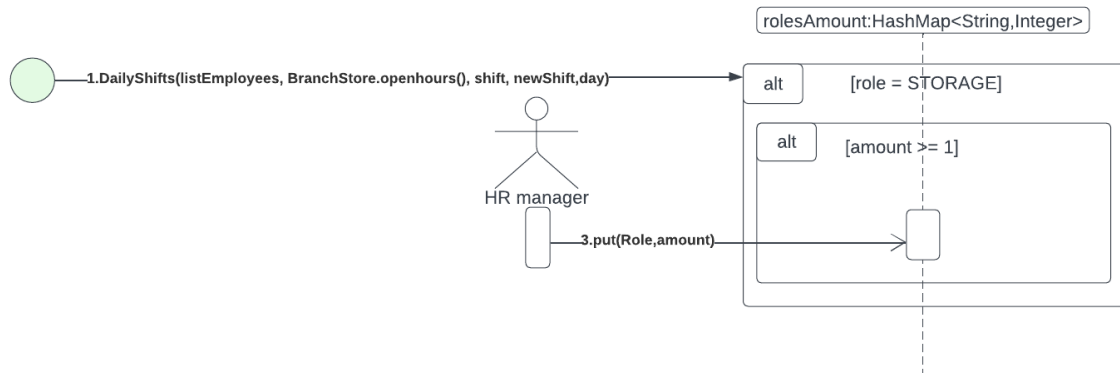 rolesAmount:HashMap<String,Integer>
1.DailyShifts(listEmployees, BranchStore.openhours(), shift, newShift,day)
alt
[role = STORAGE]
alt
[amount >= 1]
HR manager
3.put(Role,amount)